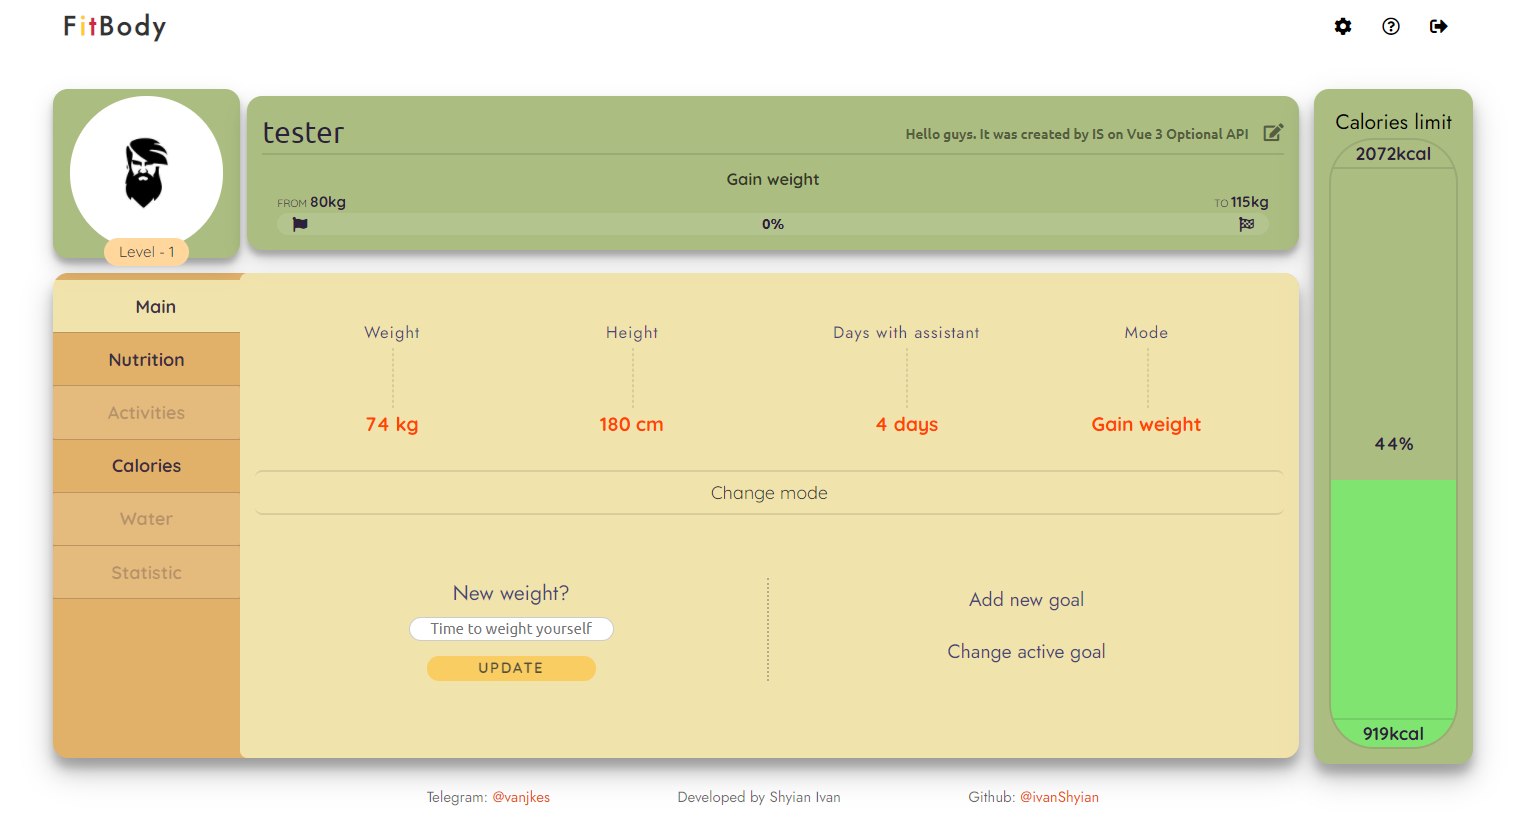 FitBody
tester
Hello guys. It was created by IS on Vue 3 Optional API
Gain weight
FROM 80kg
TO 115kg
0%
Level - 1
Calories limit
2072kcal
44%
919kcal
Main
Nutrition
Activities
Calories
Water
Statistic
Weight
Height
Days with assistant
Mode
74 kg
180 cm
4 days
Gain weight
Change mode
New weight?
Time to weight yourself
UPDATE
Add new goal
Change active goal
Telegram: @vanjkes
Developed by Shyian Ivan
Github: @ivanShyian